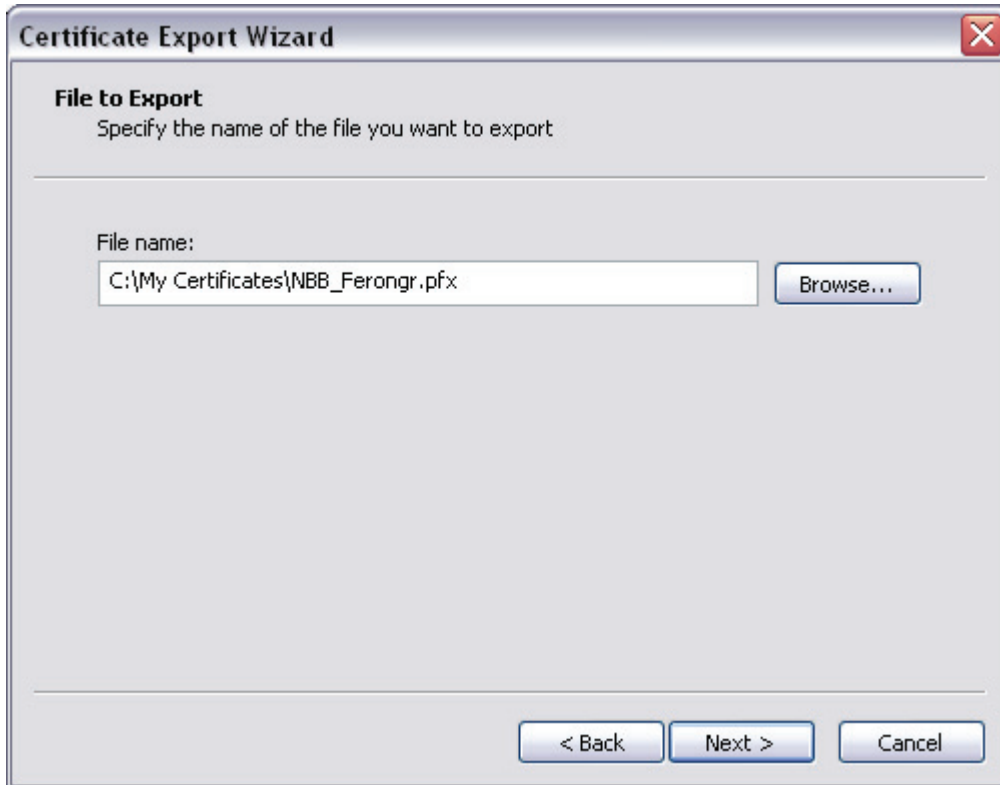 Certificate Export Wizard
File to Export
Specify the name of the file you want to export
File name:
C:\My Certificates\NBB_Ferongr.pfx
Browse...
< Back
Next >
Cancel